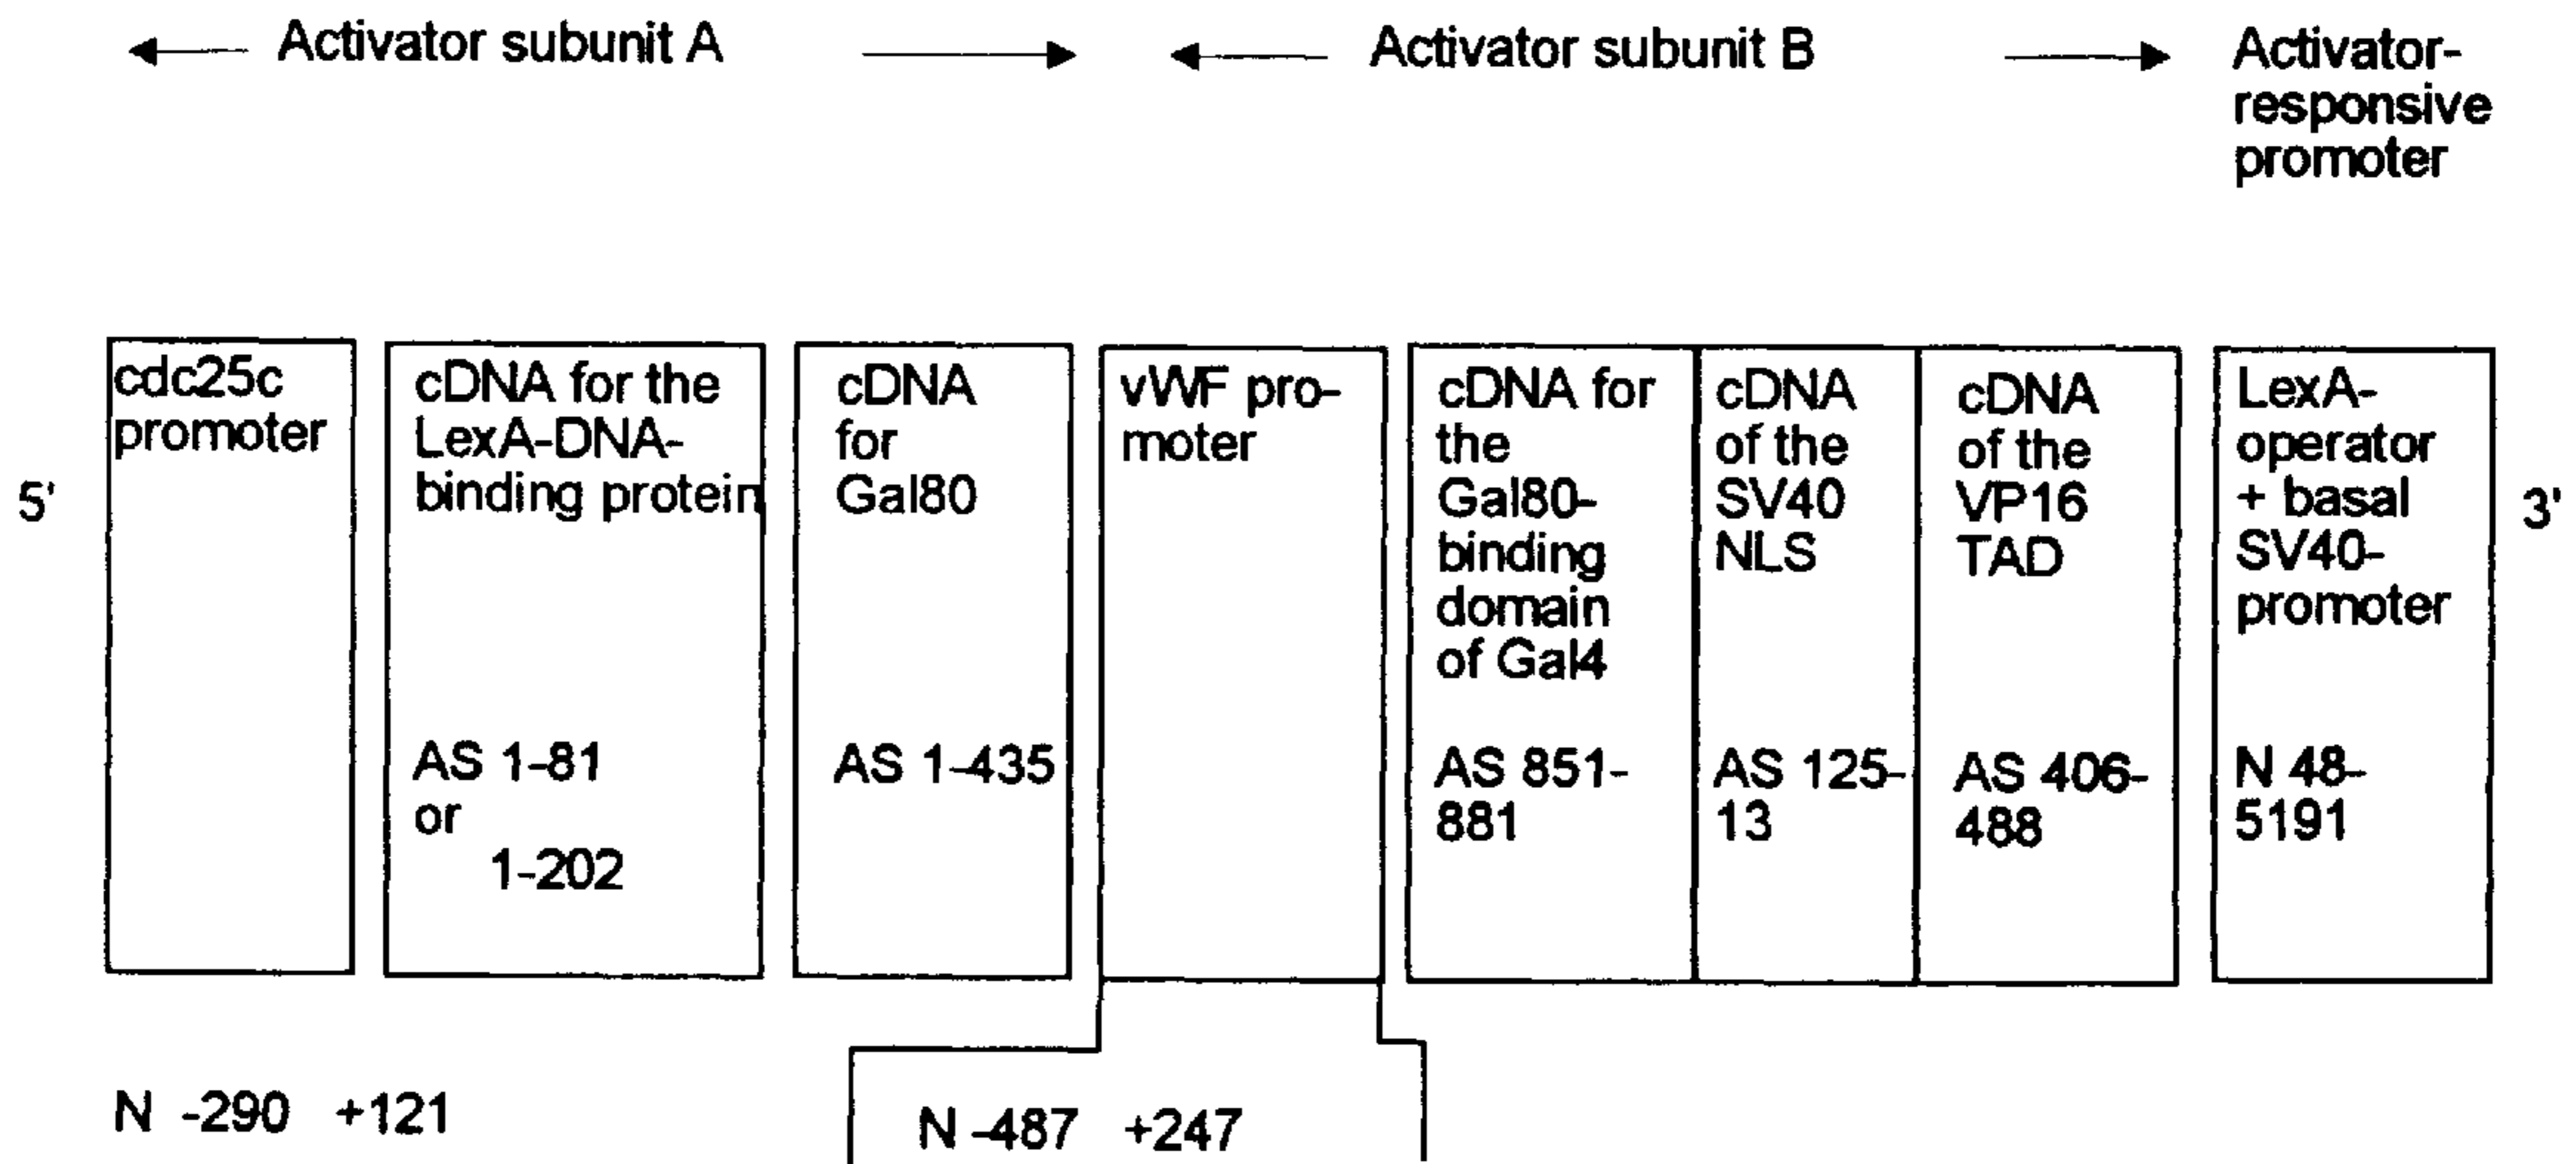 Activator subunit A
Activator subunit B
Activator-
responsive
promoter
5'
cdc25c
promoter
cDNA for the
LexA-DNA-
binding protein
AS 1-81
or
1-202
cDNA
for
Gal80
AS 1-435
vWF pro-
moter
cDNA for
the
Gal80-
binding
domain
of Gal4
AS 851-
881
cDNA
of the
SV40
NLS
AS 125-
13
cDNA
of the
VP16
TAD
AS 406-
488
LexA-
operator
+ basal
SV40-
promoter
N 48-
5191
3'
N -290 +121
N -487 +247